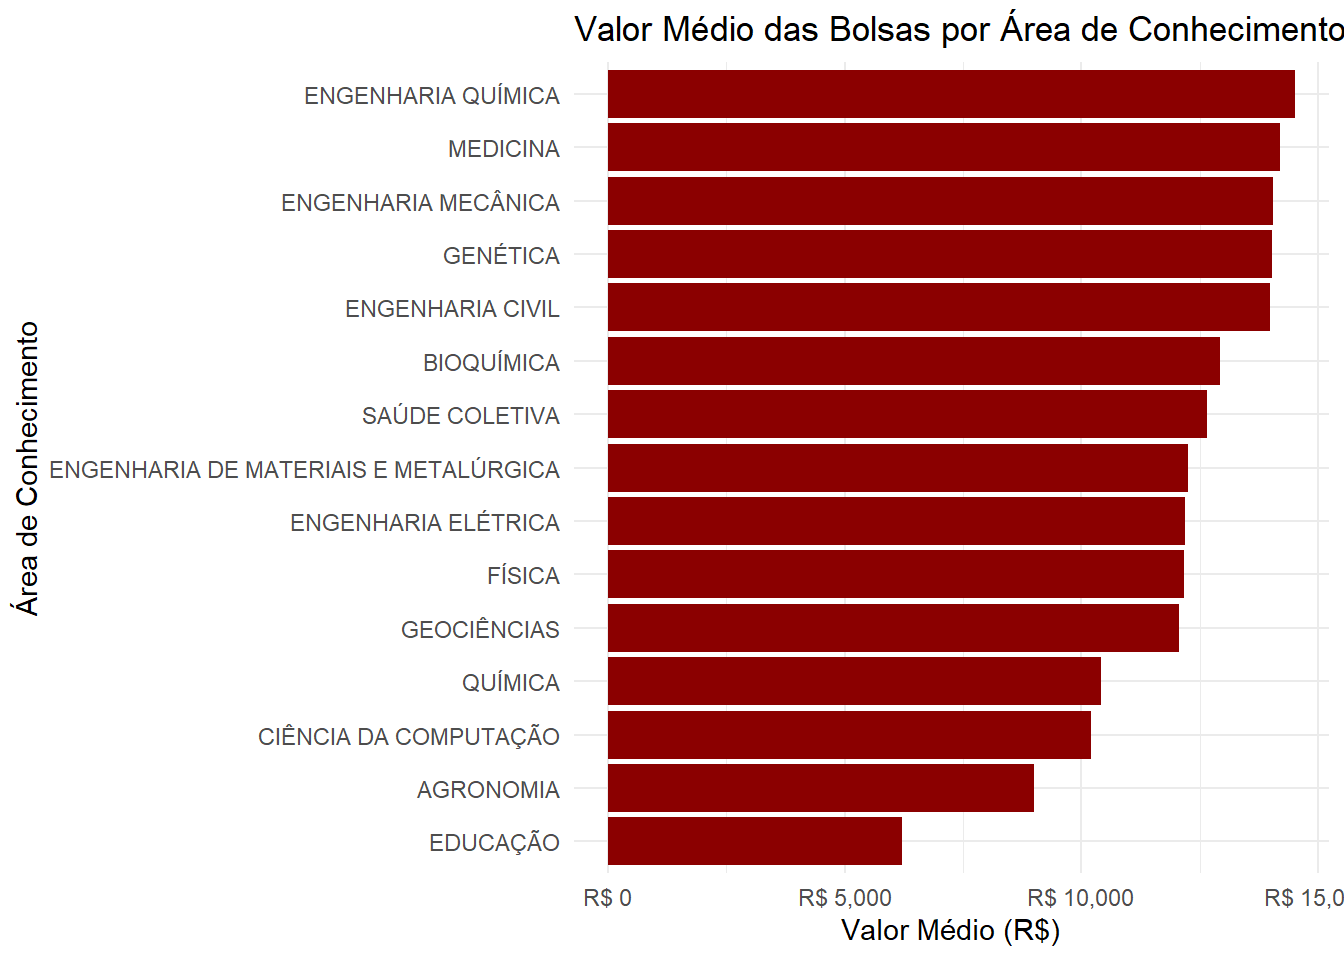 Valor Médio das Bolsas por Área de Conhecimento
Área de Conhecimento
ENGENHARIA QUÍMICA
MEDICINA
ENGENHARIA MECÂNICA
GENÉTICA
ENGENHARIA CIVIL
BIOQUÍMICA
SAÚDE COLETIVA
ENGENHARIA DE MATERIAIS E METALÚRGICA
ENGENHARIA ELÉTRICA
FÍSICA
GEOCIÊNCIAS
QUÍMICA
CIÊNCIA DA COMPUTAÇÃO
AGRONOMIA
EDUCAÇÃO
R$ 0 R$ 5,000 R$ 10,000 R$ 15,0
Valor Médio (R$)